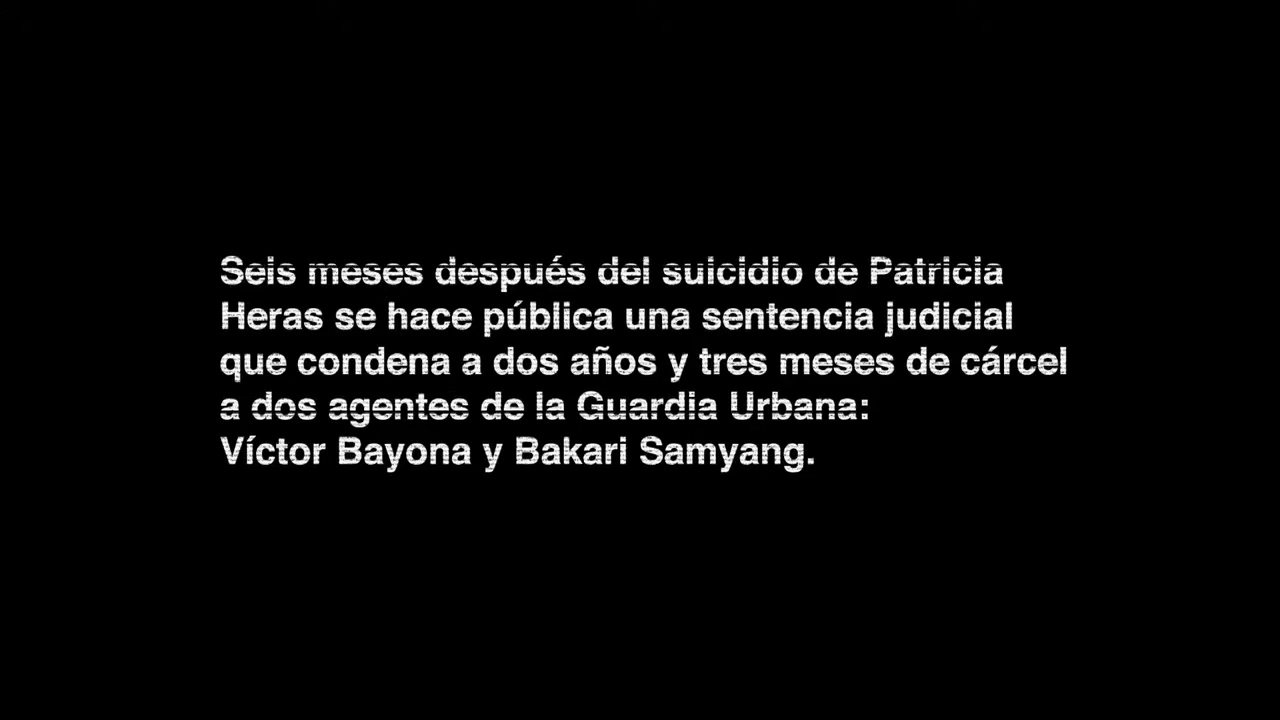 Seis meses después del suicidio de Patricia
Heras se hace pública una sentencia judicial
que condena a dos años y tres meses de cárcel
a dos agentes de la Guardia Urbana:
Víctor Bayona y Bakari Samyang.